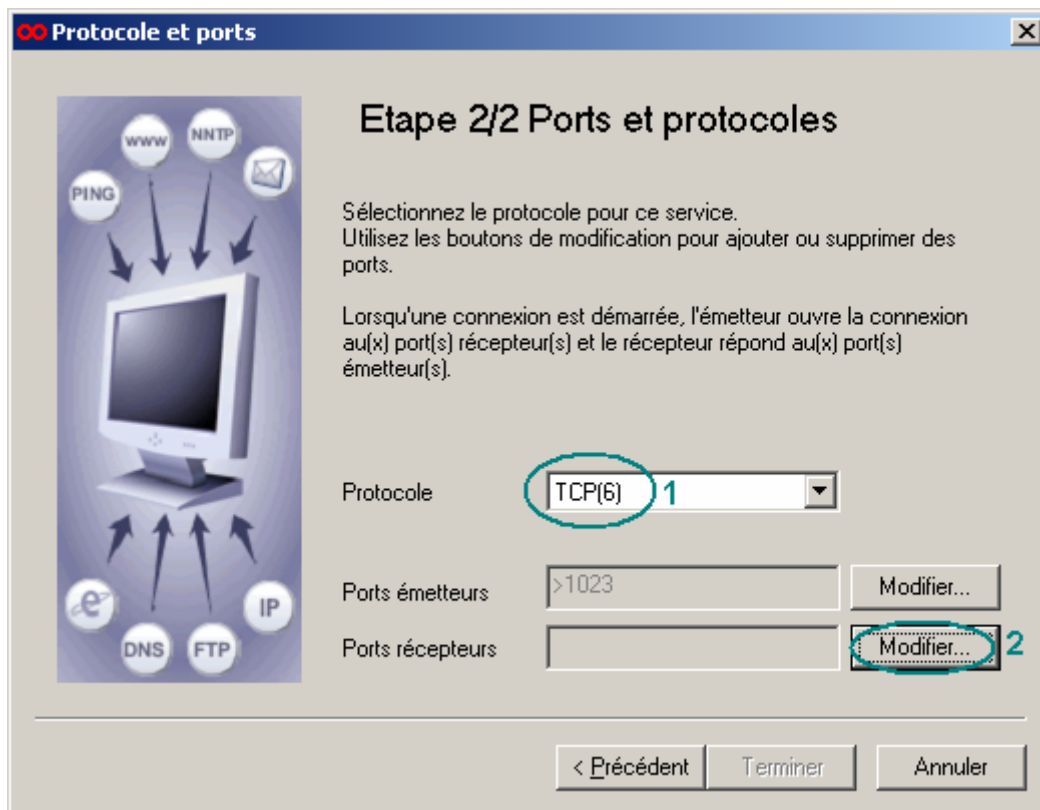 Protocole et ports
Etape 2/2 Ports et protocoles
www
NNTP
PING
Sélectionnez le protocole pour ce service.
Utilisez les boutons de modification pour ajouter ou supprimer des
ports.
Lorsqu'une connexion est démarrée, l'émetteur ouvre la connexion
au(x) port(s) récepteur(s) et le récepteur répond au(x) port(s)
émetteur(s).
Protocole TCP(6) 1
Ports émetteurs >1023 Modifier...
Ports récepteurs Modifier... 2
e
IP
DNS
FTP
< Précédent Terminer Annuler